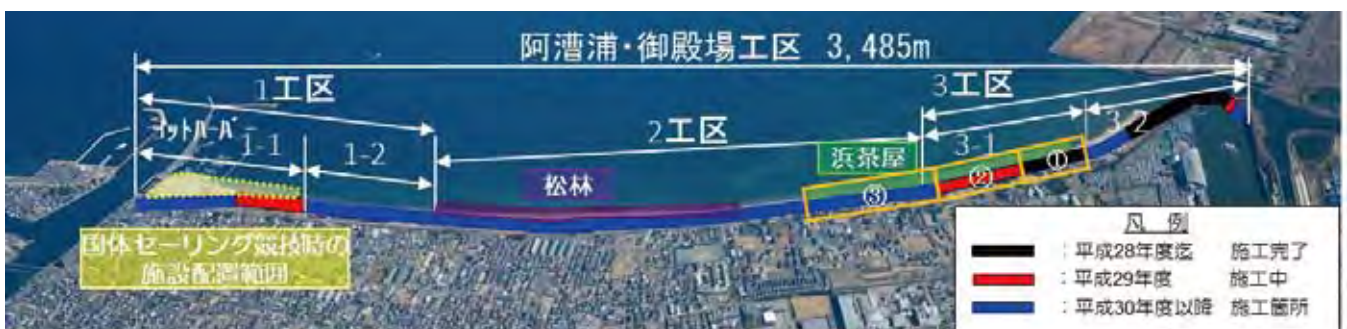 阿漕浦・御殿場工区 3,485m
1工区
3工区
ヨットハーバー
1-1
1-2
2工区
3-1
3-2
浜茶屋
松林
①
②
③
国体セーリング競技時の
施設配置範囲
凡 例
:平成28年度迄 施工完了
:平成29年度 施工中
:平成30年度以降 施工箇所